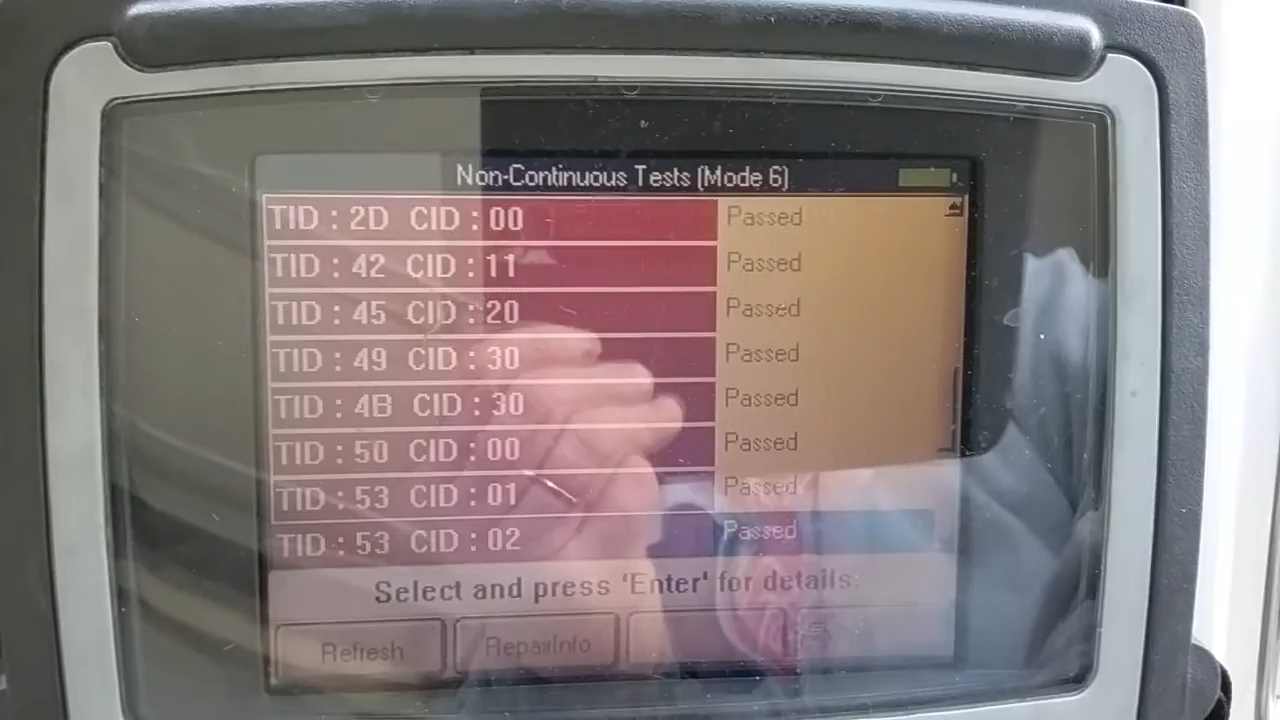 Non-Continuous Tests (Mode 6)
TID : 2D CID : 00 Passed
TID : 42 CID : 11 Passed
TID : 45 CID : 20 Passed
TID : 49 CID : 30 Passed
TID : 4B CID : 30 Passed
TID : 50 CID : 00 Passed
TID : 53 CID : 01 Passed
TID : 53 CID : 02 Passed
Select and press 'Enter' for details:
Refresh RepairInfo